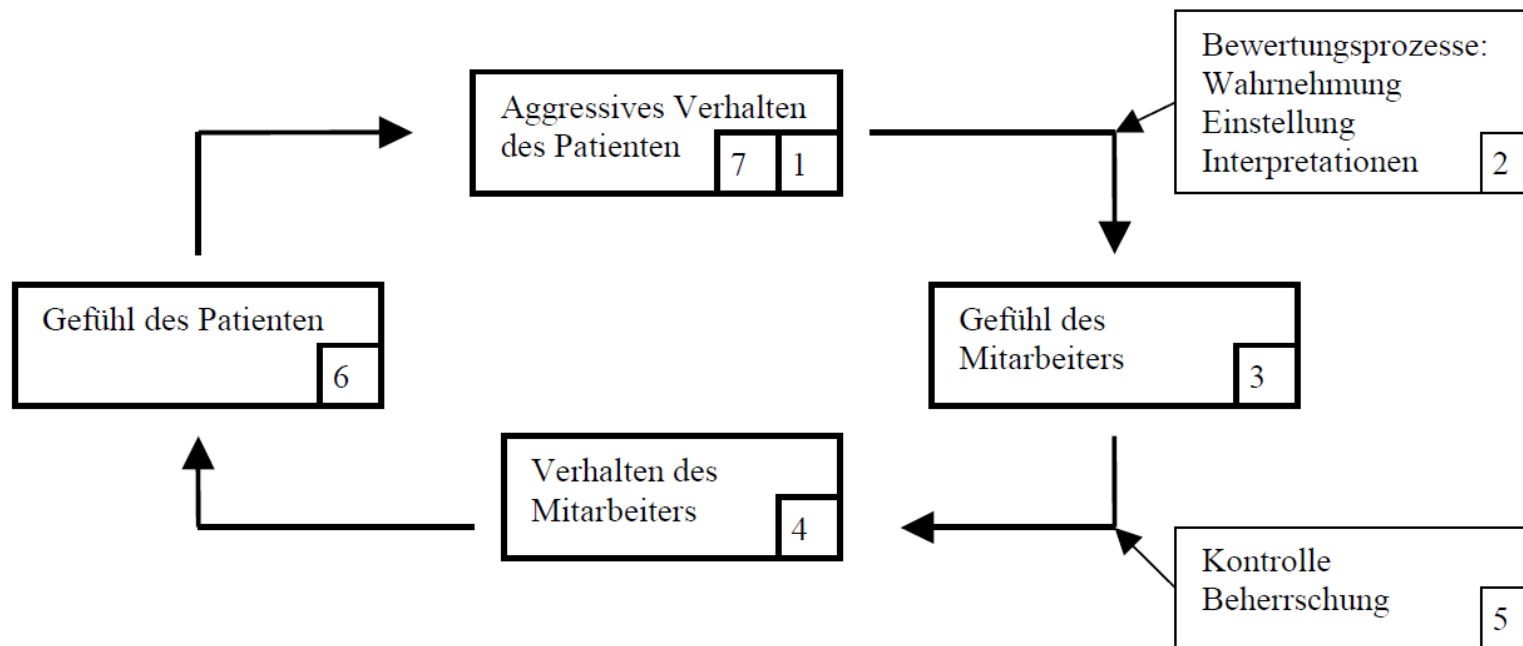 Bewertungsprozesse:
Wahrnehmung
Einstellung
Interpretationen
2
Aggressives Verhalten
des Patienten
7 1
Gefühl des Patienten
6
Gefühl des
Mitarbeiters
3
Verhalten des
Mitarbeiters
4
Kontrolle
Beherrschung
5